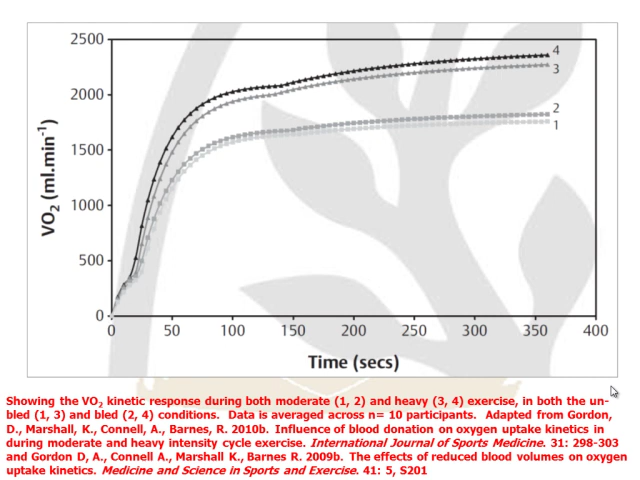 2500
2000
1500
1000
500
0
VO2 (ml.min-1)
4
3
2
1
0 50 100 150 200 250 300 350 400
Time (secs)
Showing the VO2 kinetic response during both moderate (1, 2) and heavy (3, 4) exercise, in both the un-
bled (1, 3) and bled (2, 4) conditions. Data is averaged across n= 10 participants. Adapted from Gordon,
D., Marshall, K., Connell, A., Barnes, R. 2010b. Influence of blood donation on oxygen uptake kinetics in
during moderate and heavy intensity cycle exercise. International Journal of Sports Medicine. 31: 298-303
and Gordon D, A., Connell A., Marshall K., Barnes R. 2009b. The effects of reduced blood volumes on oxygen
uptake kinetics. Medicine and Science in Sports and Exercise. 41: 5, S201